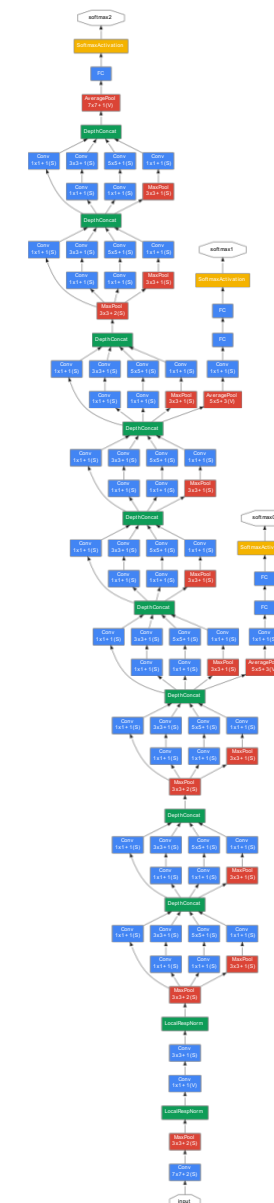 softmax2
SoftmaxActivation
FC
AveragePool
7x7+1(V)
DepthConcat
Conv Conv Conv Conv
1x1+1(S) 3x3+1(S) 5x5+1(S) 1x1+1(S)
Conv Conv MaxPool
1x1+1(S) 1x1+1(S) 3x3+1(S)
DepthConcat
Conv Conv Conv Conv softmax1
1x1+1(S) 3x3+1(S) 5x5+1(S) 1x1+1(S)
Conv Conv MaxPool SoftmaxActivation
1x1+1(S) 1x1+1(S) 3x3+1(S)
MaxPool FC
3x3+2(S)
DepthConcat FC
Conv Conv Conv Conv Conv
1x1+1(S) 3x3+1(S) 5x5+1(S) 1x1+1(S) 1x1+1(S)
Conv Conv MaxPool AveragePool
1x1+1(S) 1x1+1(S) 3x3+1(S) 5x5+3(V)
DepthConcat
Conv Conv Conv Conv
1x1+1(S) 3x3+1(S) 5x5+1(S) 1x1+1(S)
Conv Conv MaxPool
1x1+1(S) 1x1+1(S) 3x3+1(S)
DepthConcat softmax0
Conv Conv Conv Conv SoftmaxActiv
1x1+1(S) 3x3+1(S) 5x5+1(S) 1x1+1(S)
Conv Conv MaxPool FC
1x1+1(S) 1x1+1(S) 3x3+1(S)
DepthConcat FC
Conv Conv Conv Conv Conv
1x1+1(S) 3x3+1(S) 5x5+1(S) 1x1+1(S) 1x1+1(S)
Conv Conv MaxPool AveragePo
1x1+1(S) 1x1+1(S) 3x3+1(S) 5x5+3(V)
DepthConcat
Conv Conv Conv Conv
1x1+1(S) 3x3+1(S) 5x5+1(S) 1x1+1(S)
Conv Conv MaxPool
1x1+1(S) 1x1+1(S) 3x3+1(S)
MaxPool
3x3+2(S)
DepthConcat
Conv Conv Conv Conv
1x1+1(S) 3x3+1(S) 5x5+1(S) 1x1+1(S)
Conv Conv MaxPool
1x1+1(S) 1x1+1(S) 3x3+1(S)
DepthConcat
Conv Conv Conv Conv
1x1+1(S) 3x3+1(S) 5x5+1(S) 1x1+1(S)
Conv Conv MaxPool
1x1+1(S) 1x1+1(S) 3x3+1(S)
MaxPool
3x3+2(S)
LocalRespNorm
Conv
3x3+1(S)
Conv
1x1+1(V)
LocalRespNorm
MaxPool
3x3+2(S)
Conv
7x7+2(S)
input